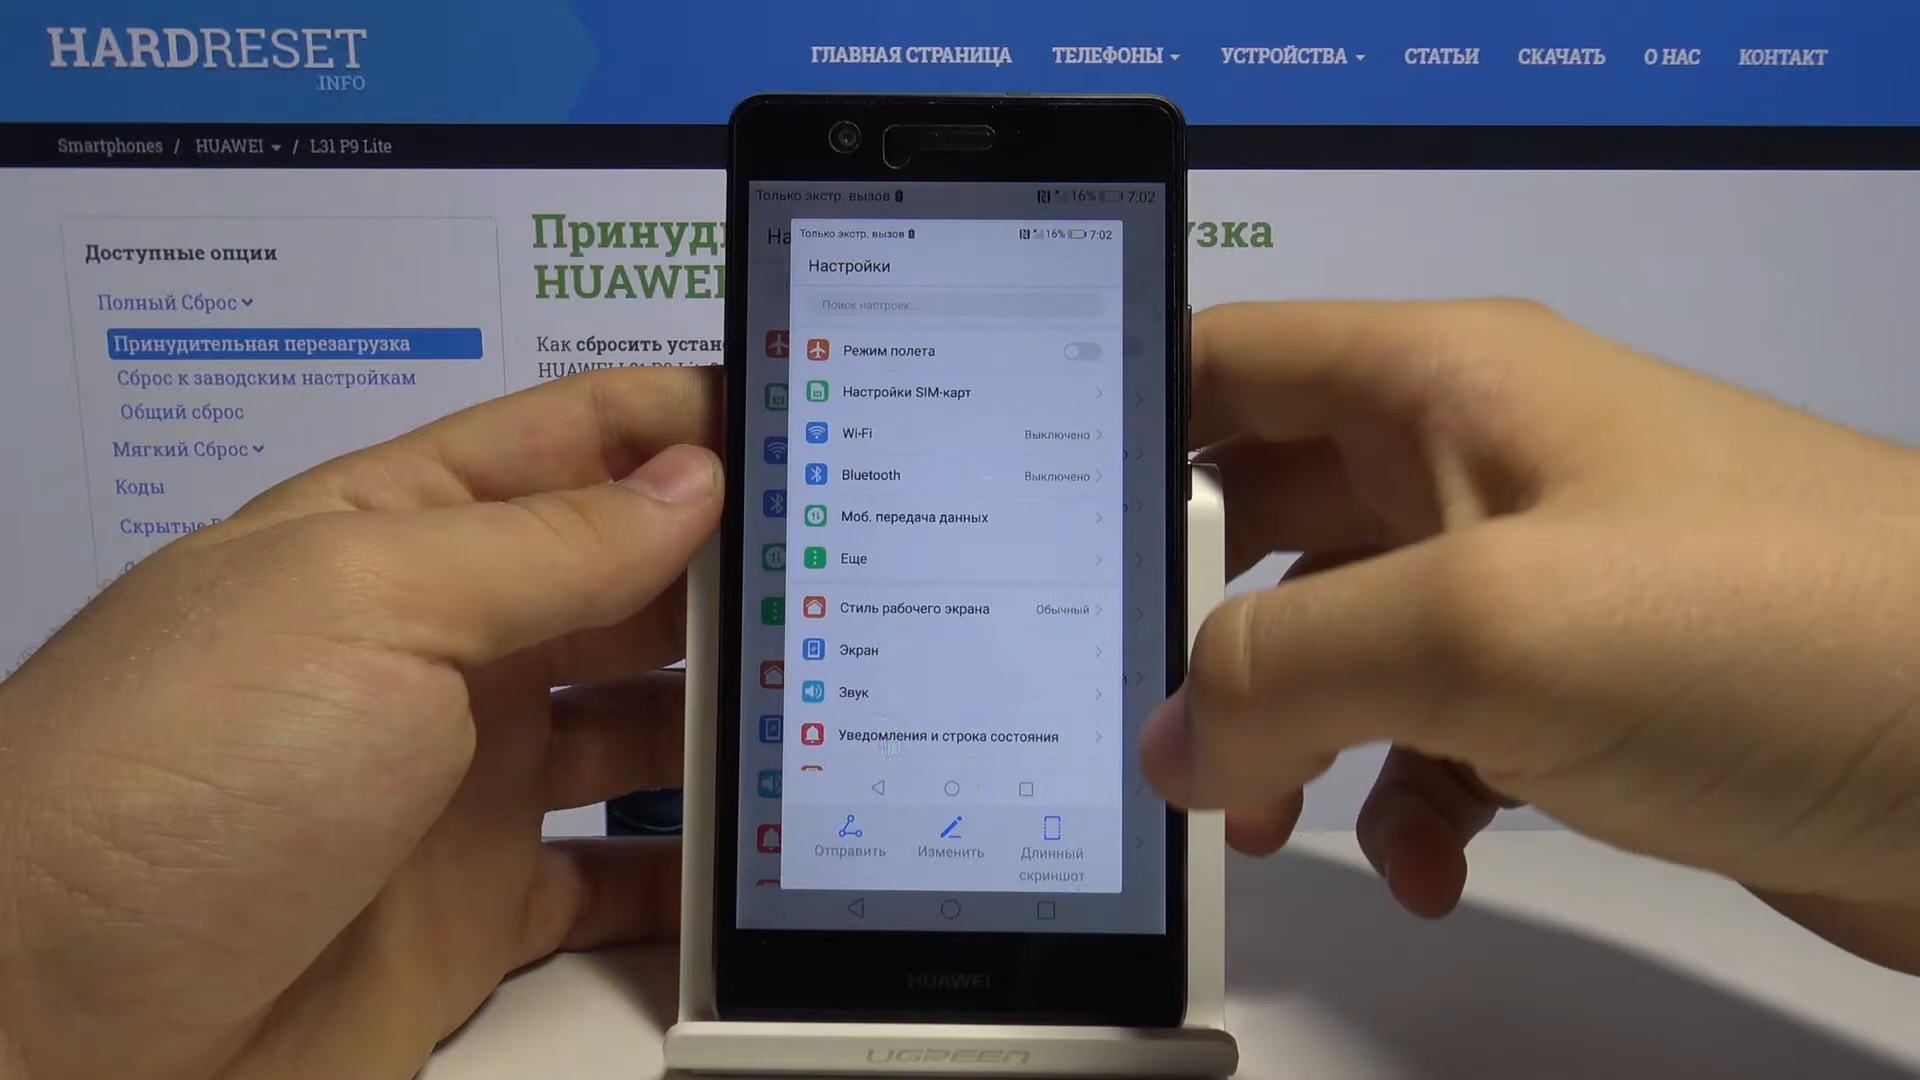 HARDRESET
.INFO
ГЛАВНАЯ СТРАНИЦА ТЕЛЕФОНЫ УСТРОЙСТВА СТАТЬИ СКАЧАТЬ О НАС КОНТАКТ
Smartphones / HUAWEI / L31 P9 Lite
Доступные опции
Полный Сброс
Принудительная перезагрузка
Сброс к заводским настройкам
Общий сброс
Мягкий Сброс
Коды
Скрытые
зка
HUAWEI
Как сбросить
HUAWEI
Только экстр. вызов 16% 7:02
На
Только экстр. вызов 16% 7:02
Настройки
Поиск настроек...
Режим полета
Настройки SIM-карт
Wi-Fi Выключено
Bluetooth Выключено
Моб. передача данных
Еще
Стиль рабочего экрана Обычный
Экран
Звук
Уведомления и строка состояния
Отправить Изменить Длинный
скриншот
HUAWEI
UGREEN